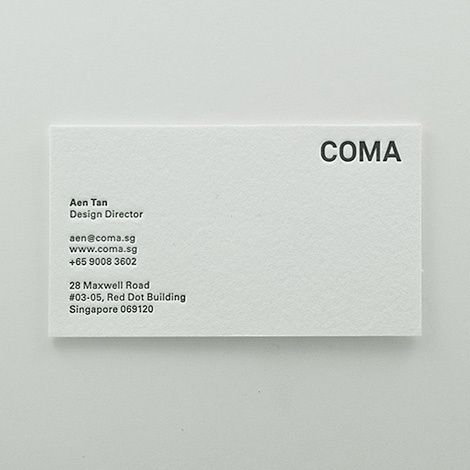 COMA
Aen Tan
Design Director
aen@coma.sg
www.coma.sg
+65 9008 3602
28 Maxwell Road
#03-05, Red Dot Building
Singapore 069120